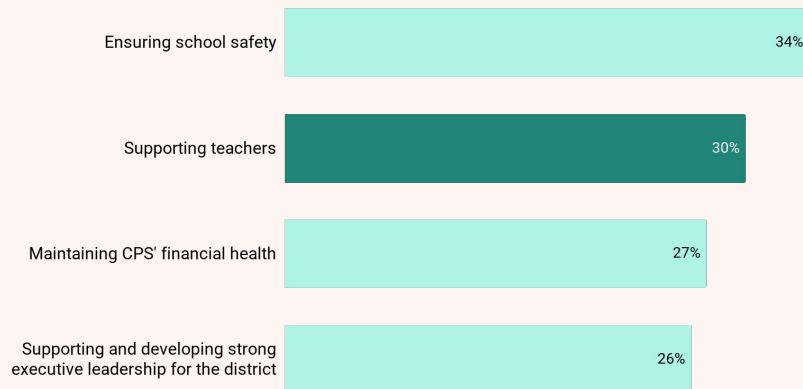 Ensuring school safety
34%
Supporting teachers
30%
Maintaining CPS' financial health
27%
Supporting and developing strong
executive leadership for the district
26%